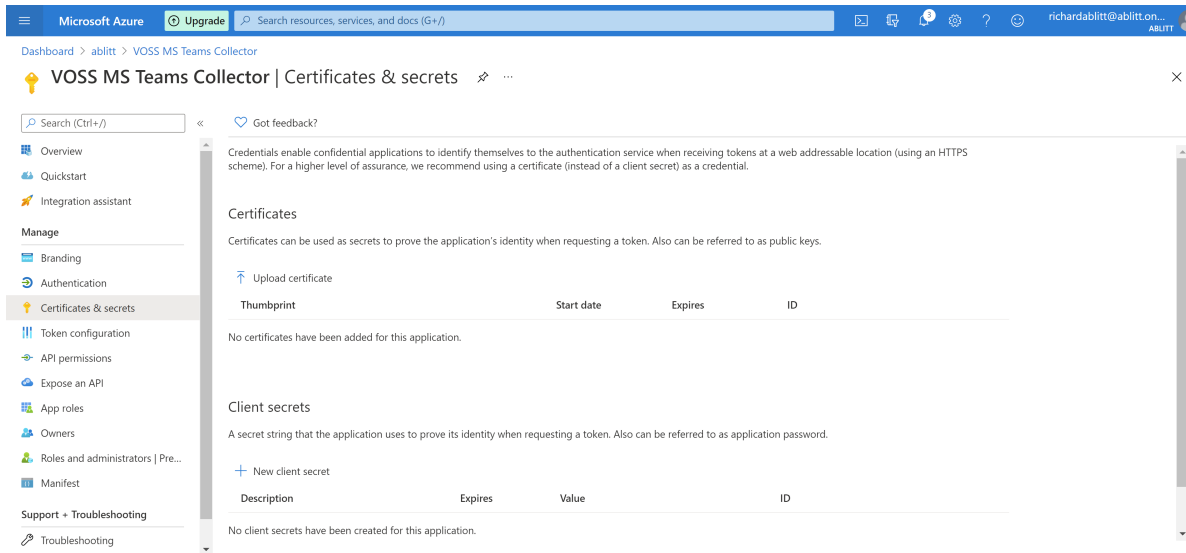 Microsoft Azure
Upgrade
Search resources, services, and docs (G+/)
3
richardablitt@ablitt.on...
ABLITT
Dashboard > ablitt > VOSS MS Teams Collector
VOSS MS Teams Collector | Certificates & secrets
Search (Ctrl+/)
Got feedback?
Overview
Quickstart
Integration assistant
Manage
Branding
Authentication
Certificates & secrets
Token configuration
API permissions
Expose an API
App roles
Owners
Roles and administrators | Pre...
Manifest
Support + Troubleshooting
Troubleshooting
Credentials enable confidential applications to identify themselves to the authentication service when receiving tokens at a web addressable location (using an HTTPS
scheme). For a higher level of assurance, we recommend using a certificate (instead of a client secret) as a credential.
Certificates
Certificates can be used as secrets to prove the application's identity when requesting a token. Also can be referred to as public keys.
Upload certificate
Thumbprint Start date Expires ID
No certificates have been added for this application.
Client secrets
A secret string that the application uses to prove its identity when requesting a token. Also can be referred to as application password.
New client secret
Description Expires Value ID
No client secrets have been created for this application.